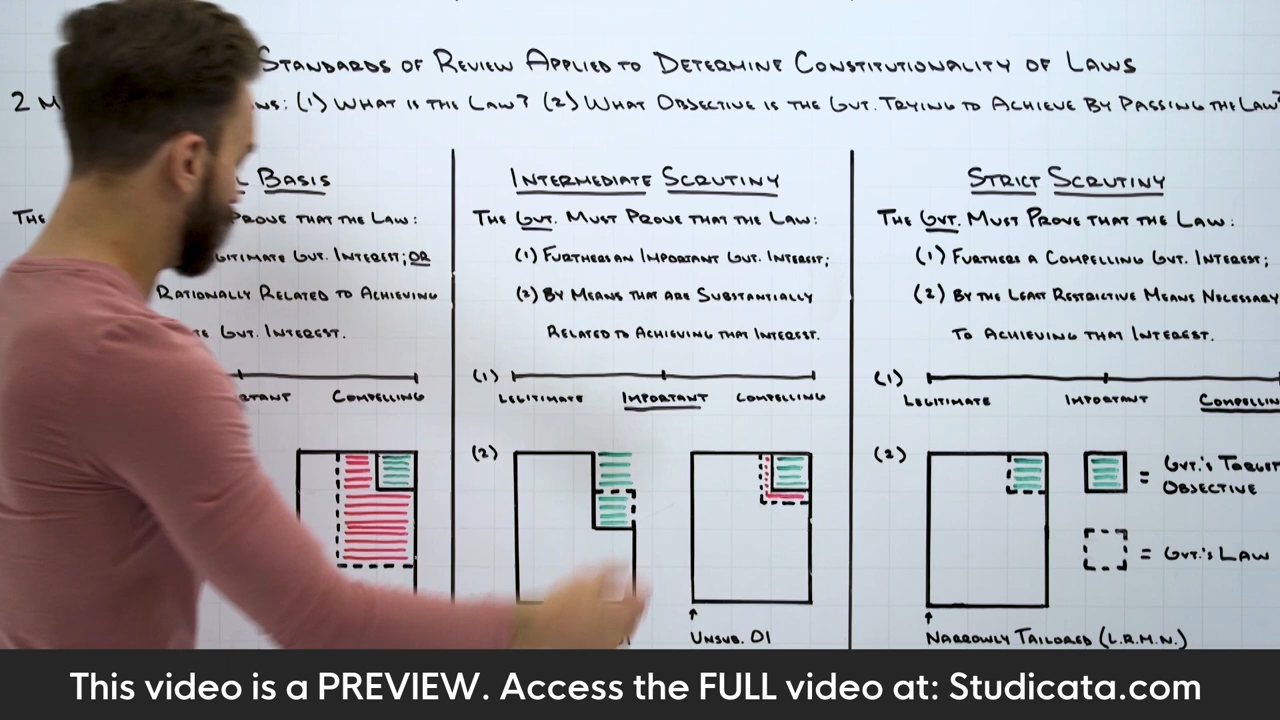 STANDARDS OF REVIEW APPLIED TO DETERMINE CONSTITUTIONALITY OF LAWS
2 M : (1) WHAT IS THE LAW? (2) WHAT OBJECTIVE IS THE GVT. TRYING TO ACHIEVE BY PASSING THE LAW?
BASIS
THE PROVE THAT THE LAW:
GVT. INTEREST; OR
RATIONALLY RELATED TO ACHIEVING
GVT. INTEREST.
COMPELLING
INTERMEDIATE SCRUTINY
THE GVT. MUST PROVE THAT THE LAW:
(1) FURTHERS AN IMPORTANT GVT. INTEREST;
(2) BY MEANS THAT ARE SUBSTANTIALLY
RELATED TO ACHIEVING THAT INTEREST.
(1)
LEGITIMATE IMPORTANT COMPELLING
(2)
UNSUB. OI
STRICT SCRUTINY
THE GVT. MUST PROVE THAT THE LAW:
(1) FURTHERS A COMPELLING GVT. INTEREST;
(2) BY THE LEAST RESTRICTIVE MEANS NECESSARY
TO ACHIEVING THAT INTEREST.
(1)
LEGITIMATE IMPORTANT COMPELLIN
(2)
= GVT.'S TARGET
OBJECTIVE
= GVT.'S LAW
NARROWLY TAILORED (L.R.M.N.)
This video is a PREVIEW. Access the FULL video at: Studicata.com